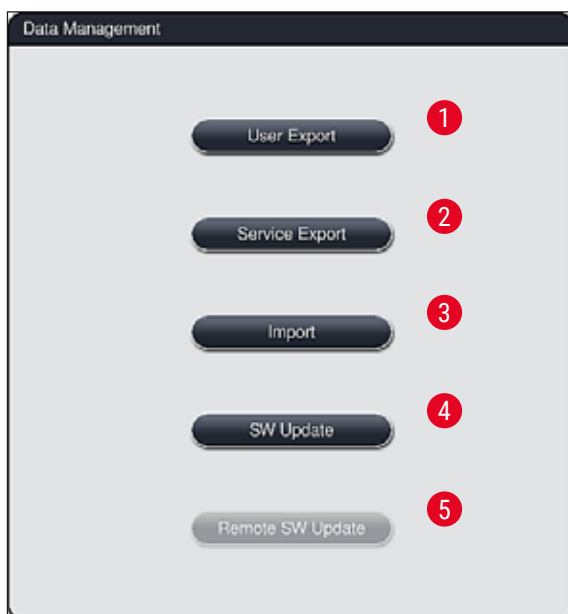 Data Management
User Export
1
Service Export
2
Import
3
SW Update
4
Remote SW Update
5